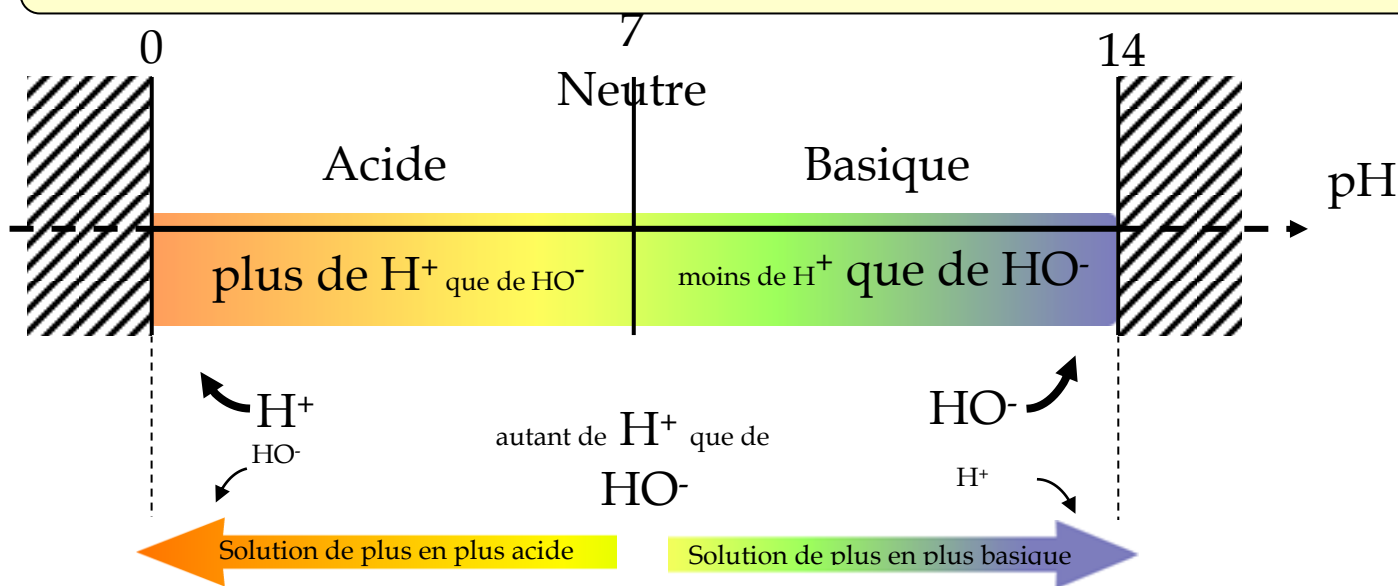 0
7
14
Neutre
Acide
Basique
pH
plus de H⁺ que de HO⁻
moins de H⁺ que de HO⁻
H⁺
HO⁻
autant de H⁺ que de
HO⁻
HO⁻
H⁺
Solution de plus en plus acide
Solution de plus en plus basique